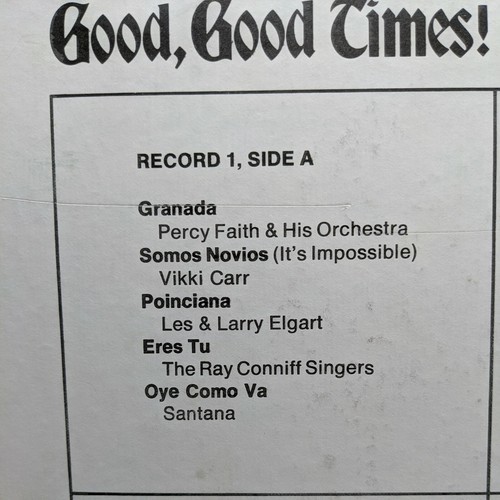 Good, Good Times!
RECORD 1, SIDE A
Granada
Percy Faith & His Orchestra
Somos Novios (It's Impossible)
Vikki Carr
Poinciana
Les & Larry Elgart
Eres Tu
The Ray Conniff Singers
Oye Como Va
Santana